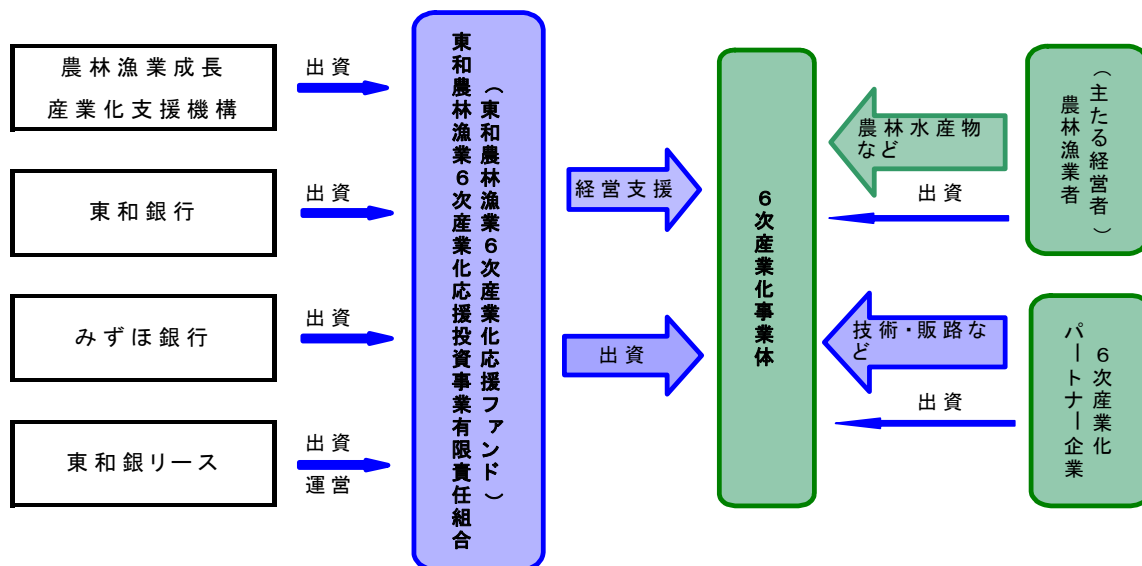 農林漁業成長
産業化支援機構
出資
東和銀行
出資
みずほ銀行
出資
東和銀リース
出資
運営
東和農林漁業6次産業化応援投資事業有限責任組合
（東和農林漁業6次産業化応援ファンド）
経営支援
出資
6次産業化事業体
農林水産物
など
出資
技術・販路な
ど
出資
農林漁業者
（主たる経営者）
6次産業化
パートナー企業